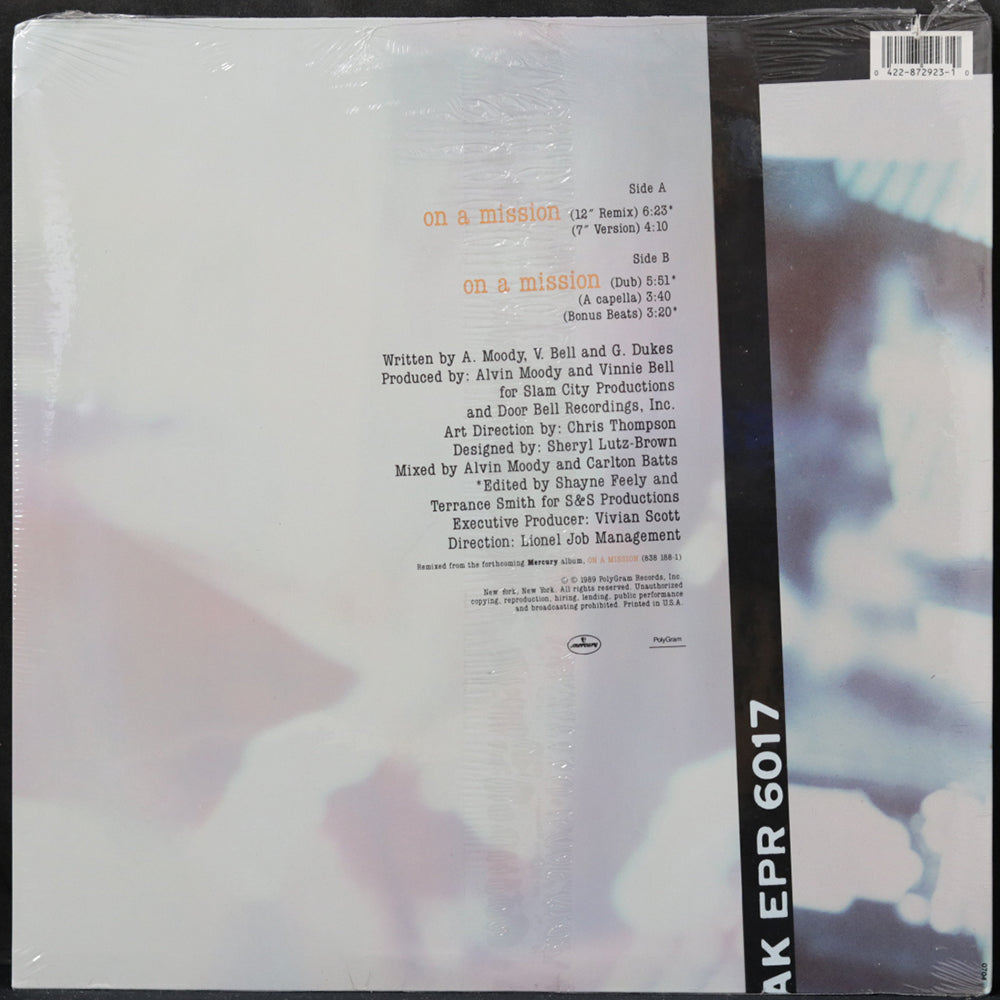 0 422-872923-1 0
Side A
on a mission (12″ Remix) 6:23*
(7″ Version) 4:10
Side B
on a mission (Dub) 5:51*
(A capella) 3:40
(Bonus Beats) 3:20*
Written by A. Moody, V. Bell and G. Dukes
Produced by: Alvin Moody and Vinnie Bell
for Slam City Productions
and Door Bell Recordings, Inc.
Art Direction by: Chris Thompson
Designed by: Sheryl Lutz-Brown
Mixed by Alvin Moody and Carlton Batts
*Edited by Shayne Feely and
Terrance Smith for S&S Productions
Executive Producer: Vivian Scott
Direction: Lionel Job Management
Remixed from the forthcoming Mercury album, ON A MISSION (838 188-1)
℗ © 1989 PolyGram Records, Inc.
New York, New York. All rights reserved. Unauthorized
copying, reproduction, hiring, lending, public performance
and broadcasting prohibited. Printed in U.S.A.
mercury
PolyGram
AK EPR 6017
0704